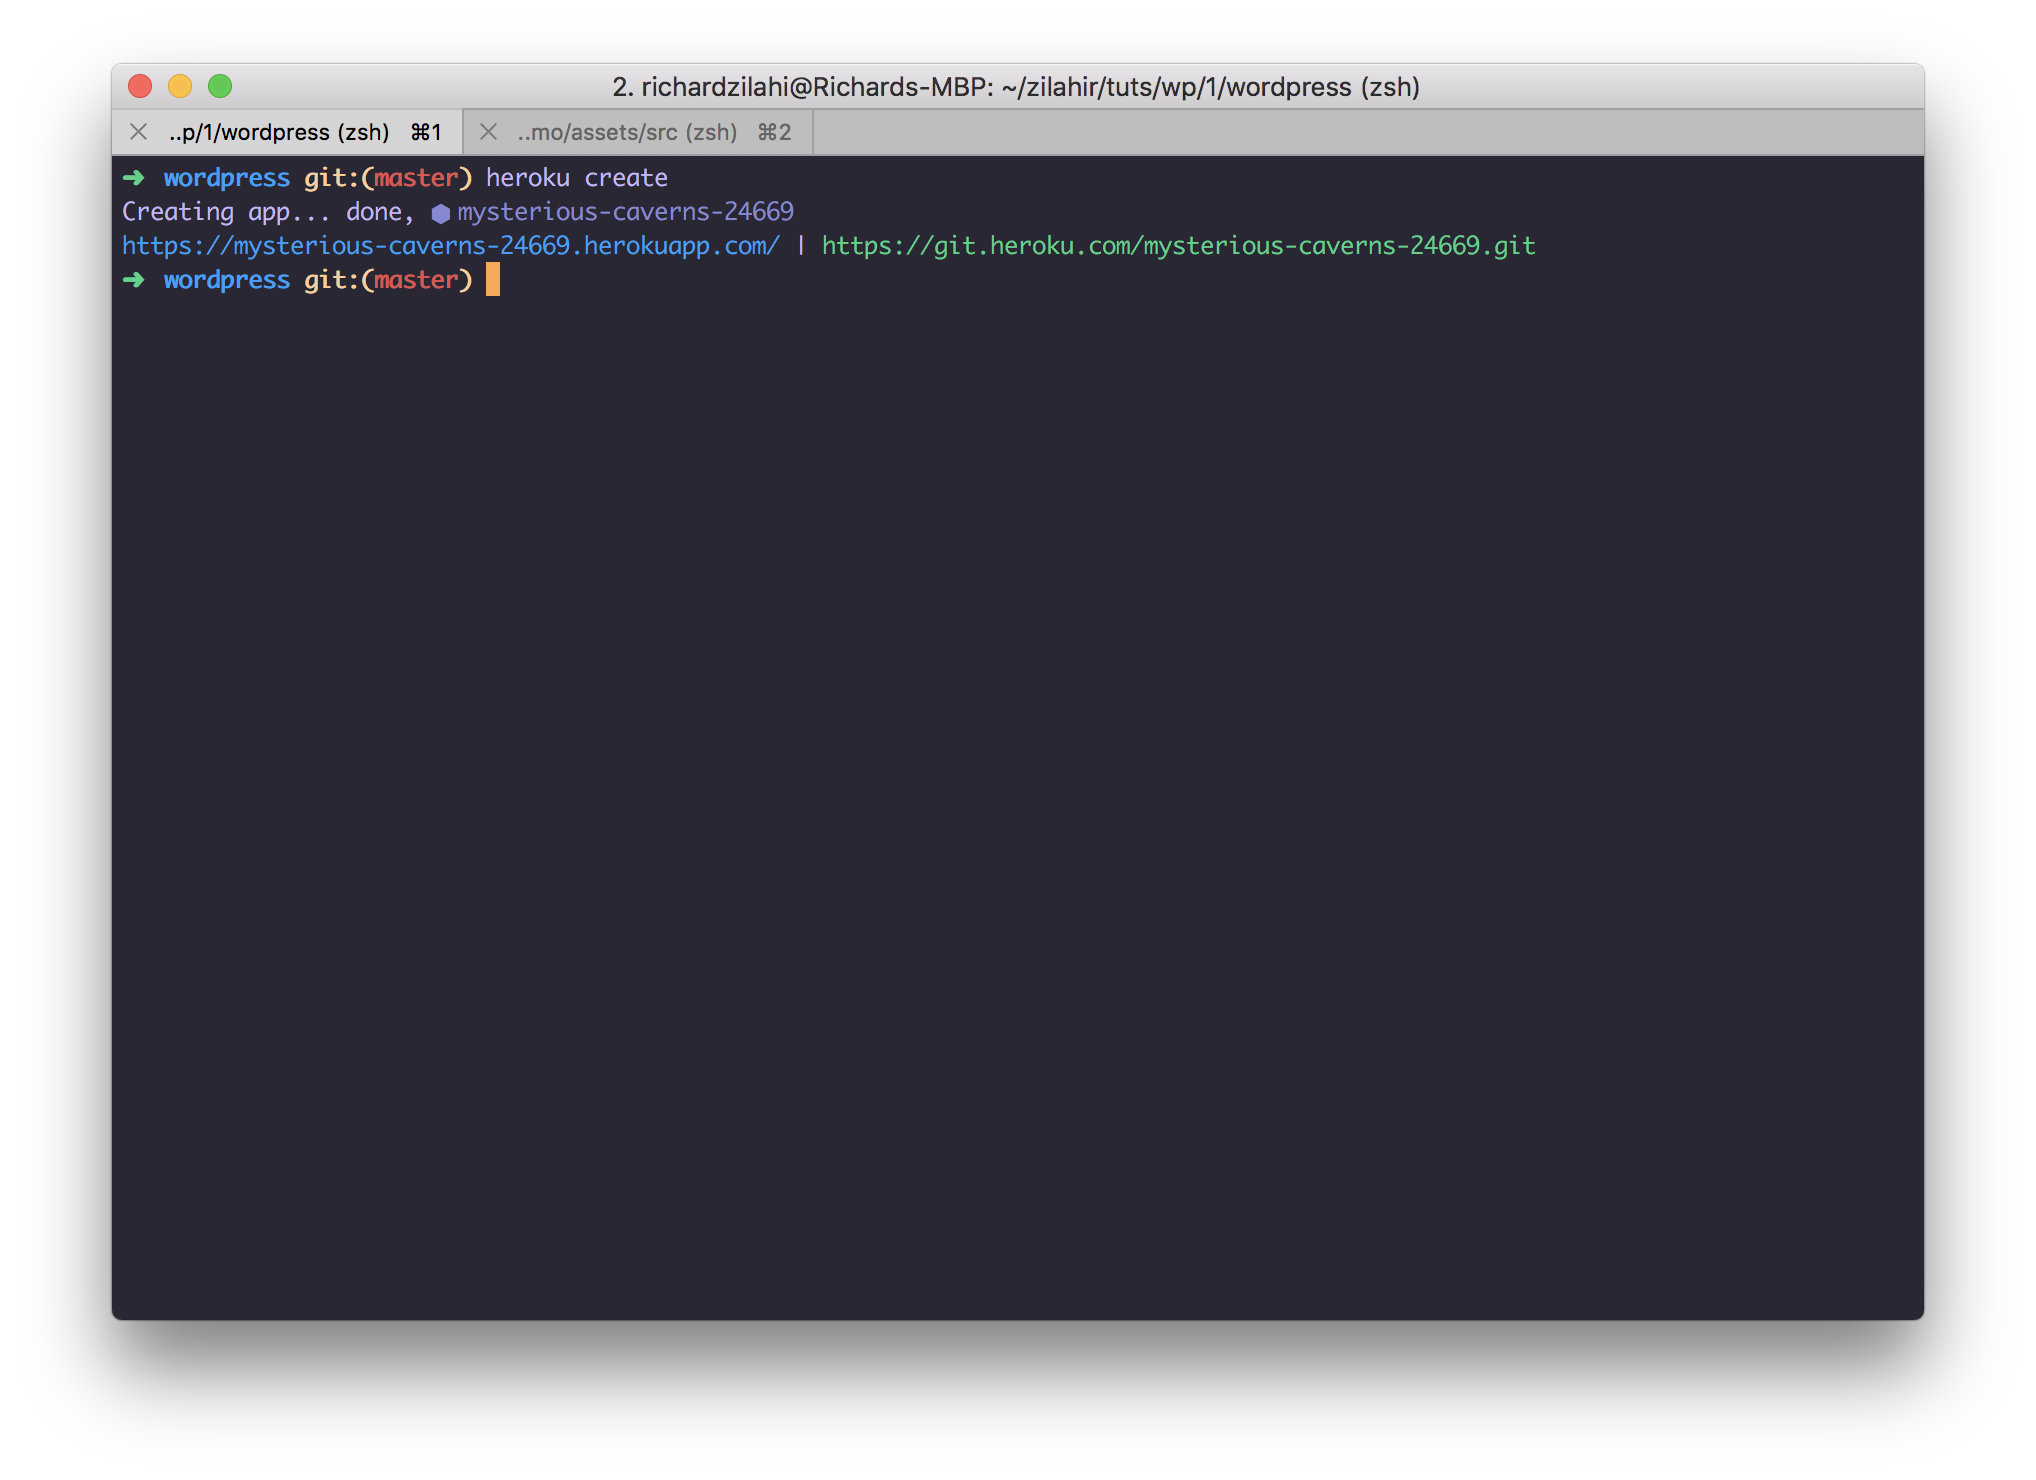 2. richardzilahi@Richards-MBP: ~/zilahir/tuts/wp/1/wordpress (zsh)
..p/1/wordpress (zsh) ⌘1 ..mo/assets/src (zsh) ⌘2
➜ wordpress git:(master) heroku create
Creating app... done, ⬢ mysterious-caverns-24669
https://mysterious-caverns-24669.herokuapp.com/ | https://git.heroku.com/mysterious-caverns-24669.git
➜ wordpress git:(master)